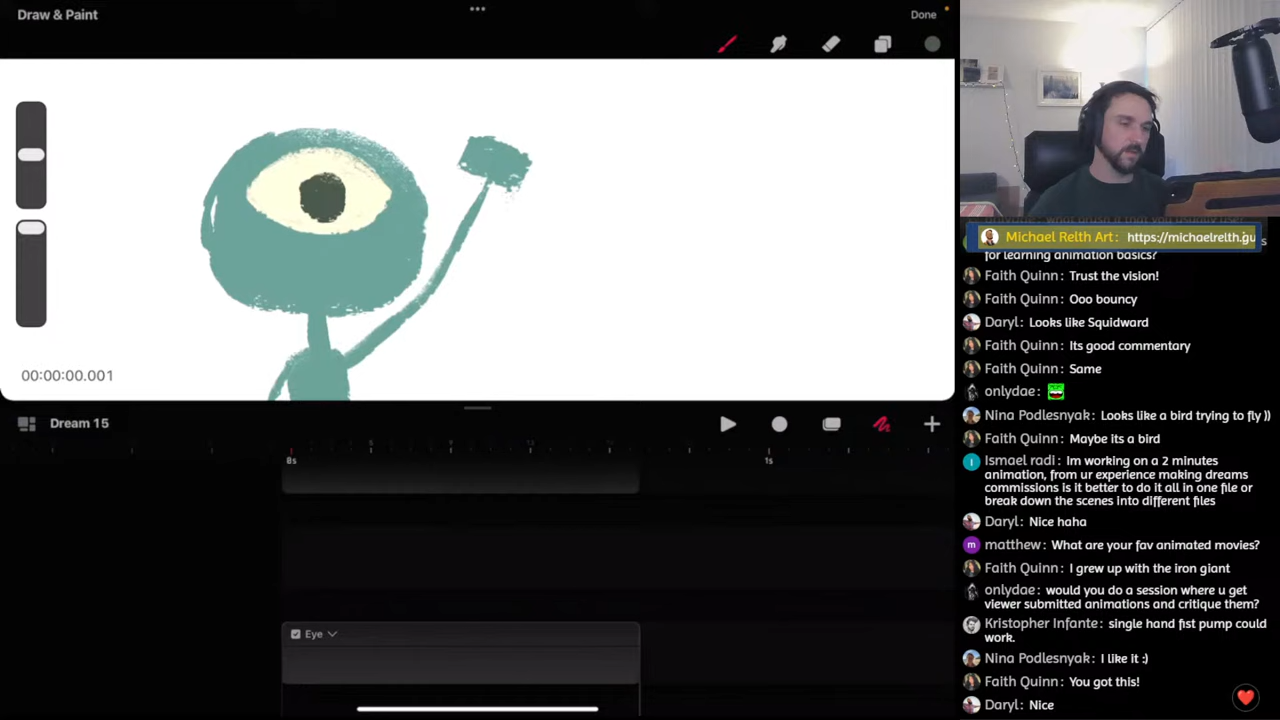 Draw & Paint
Done
00:00:00.001
Dream 15
0s
5
1s
Eye
Michael Relth Art: https://michaelrelth.gu
for learning animation basics?
Faith Quinn: Trust the vision!
Faith Quinn: Ooo bouncy
Daryl: Looks like Squidward
Faith Quinn: Its good commentary
Faith Quinn: Same
onlydae:
Nina Podlesnyak: Looks like a bird trying to fly ))
Faith Quinn: Maybe its a bird
Ismael radi: Im working on a 2 minutes
animation, from ur experience making dreams
commissions is it better to do it all in one file or
break down the scenes into different files
Daryl: Nice haha
matthew: What are your fav animated movies?
Faith Quinn: I grew up with the iron giant
onlydae: would you do a session where u get
viewer submitted animations and critique them?
Kristopher Infante: single hand fist pump could
work.
Nina Podlesnyak: I like it :)
Faith Quinn: You got this!
Daryl: Nice